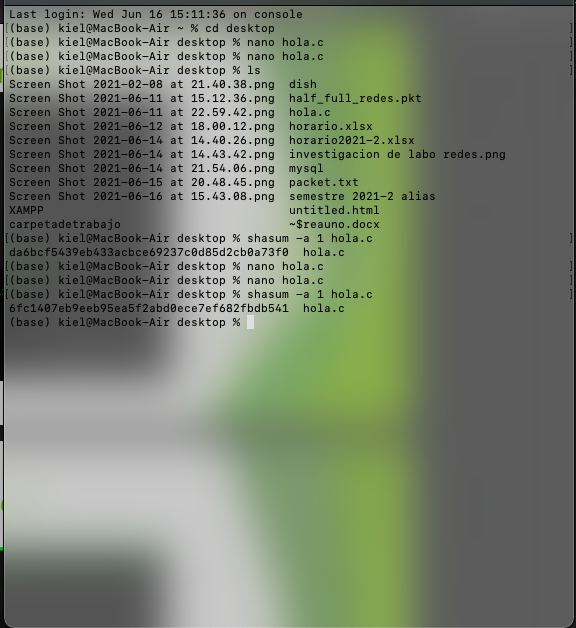 Last login: Wed Jun 16 15:11:36 on console
[(base) kiel@MacBook-Air ~ % cd desktop ]
[(base) kiel@MacBook-Air desktop % nano hola.c ]
[(base) kiel@MacBook-Air desktop % nano hola.c ]
[(base) kiel@MacBook-Air desktop % ls ]
Screen Shot 2021-02-08 at 21.40.38.png dish
Screen Shot 2021-06-11 at 15.12.36.png half_full_redes.pkt
Screen Shot 2021-06-11 at 22.59.42.png hola.c
Screen Shot 2021-06-12 at 18.00.12.png horario.xlsx
Screen Shot 2021-06-14 at 14.40.26.png horario2021-2.xlsx
Screen Shot 2021-06-14 at 14.43.42.png investigacion de labo redes.png
Screen Shot 2021-06-14 at 21.54.06.png mysql
Screen Shot 2021-06-15 at 20.48.45.png packet.txt
Screen Shot 2021-06-16 at 15.43.08.png semestre 2021-2 alias
XAMPP untitled.html
carpetadetrabajo ~$reauno.docx
[(base) kiel@MacBook-Air desktop % shasum -a 1 hola.c ]
da6bcf5439eb433acbce69237c0d85d2cb0a73f0 hola.c
[(base) kiel@MacBook-Air desktop % nano hola.c ]
[(base) kiel@MacBook-Air desktop % nano hola.c ]
[(base) kiel@MacBook-Air desktop % shasum -a 1 hola.c ]
6fc1407eb9eeb95ea5f2abd0ece7ef682fbdb541 hola.c
(base) kiel@MacBook-Air desktop %